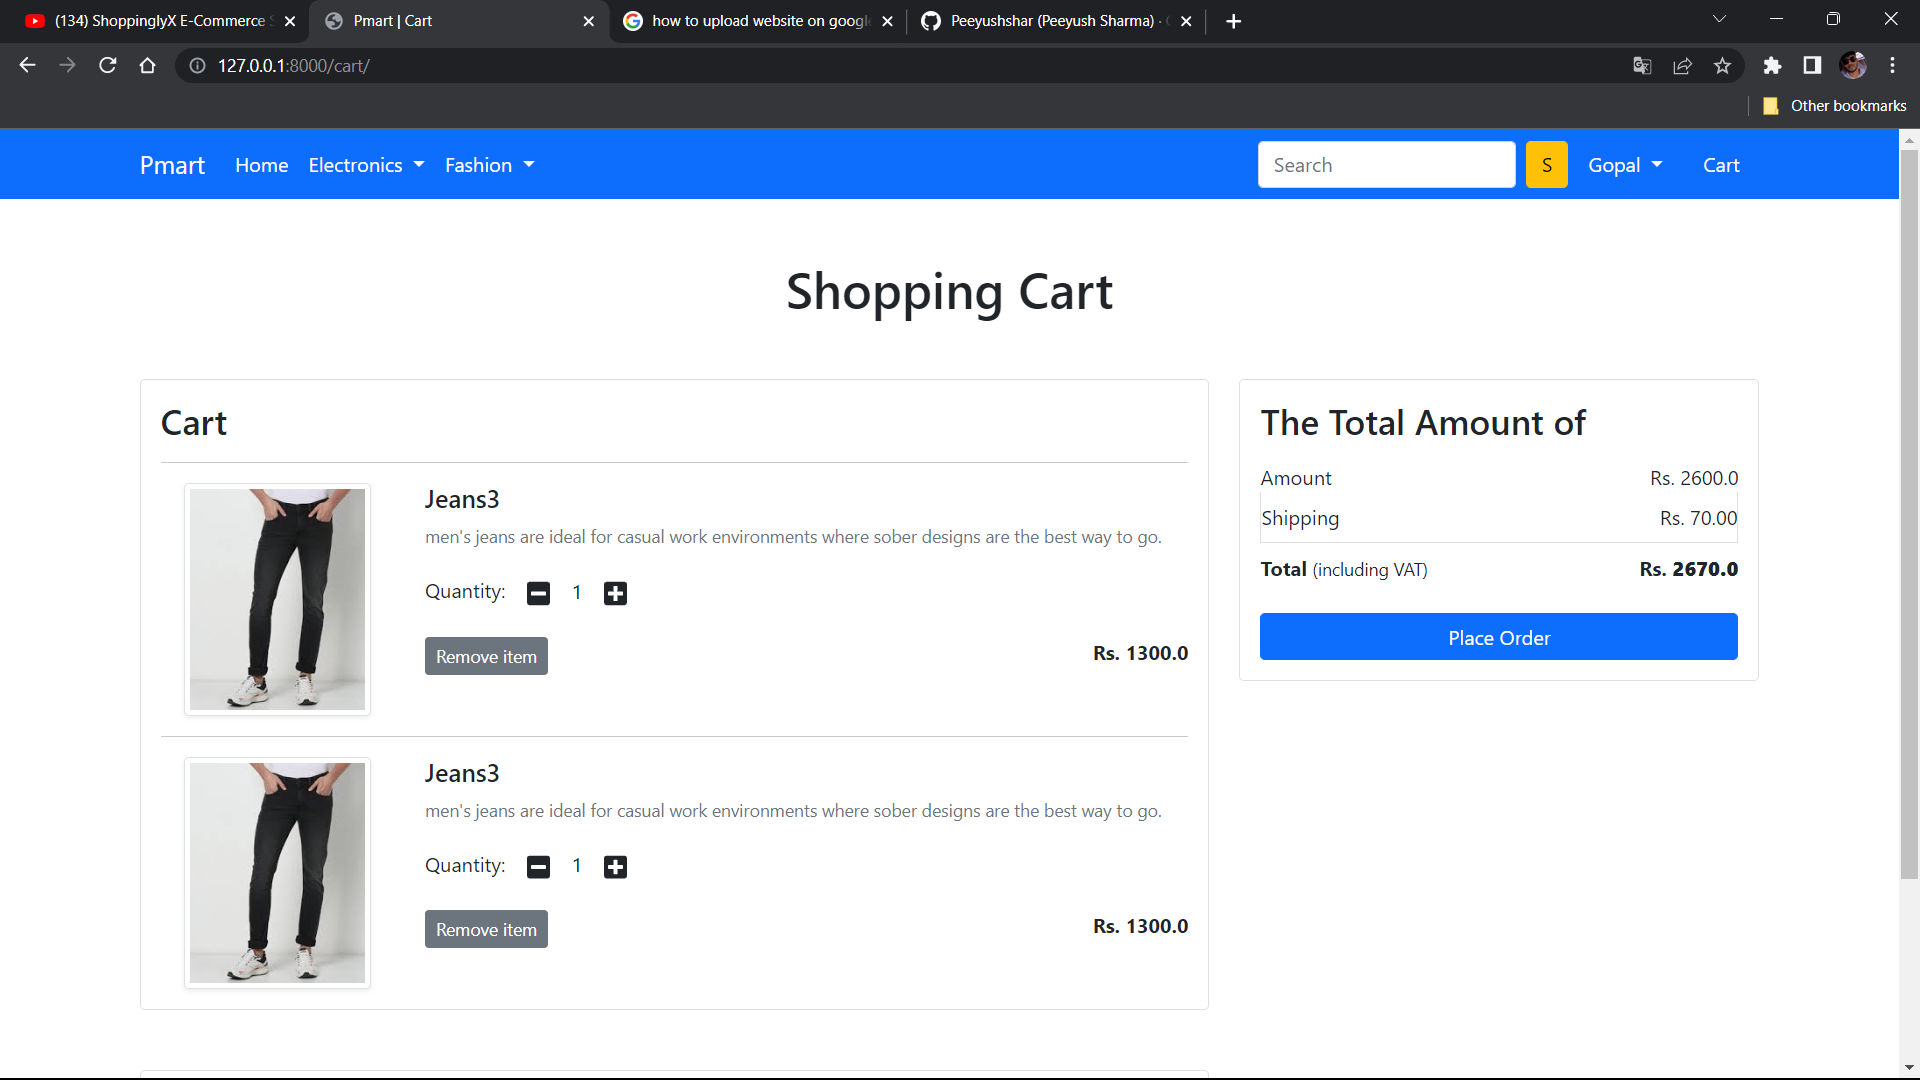 (134) ShoppinglyX E-Commerce
Pmart | Cart
how to upload website on googl
Peeyushshar (Peeyush Sharma) ·
127.0.0.1:8000/cart/
Other bookmarks
Pmart Home Electronics Fashion Search S Gopal Cart
Shopping Cart
Cart
Jeans3
men's jeans are ideal for casual work environments where sober designs are the best way to go.
Quantity: 1
Remove item
Rs. 1300.0
Jeans3
men's jeans are ideal for casual work environments where sober designs are the best way to go.
Quantity: 1
Remove item
Rs. 1300.0
The Total Amount of
Amount Rs. 2600.0
Shipping Rs. 70.00
Total (including VAT) Rs. 2670.0
Place Order